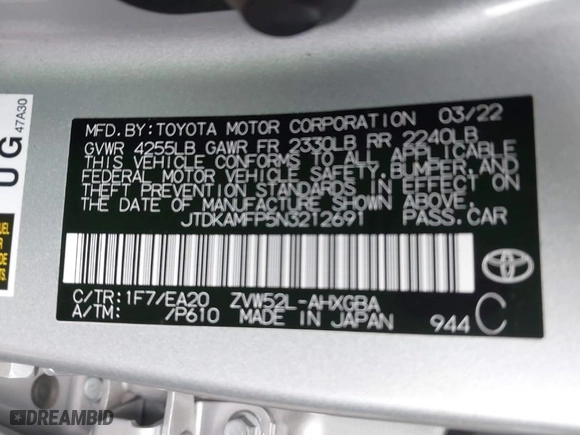 MFD.BY:TOYOTA MOTOR CORPORATION 03/22
GVWR 4255LB GAWR FR 2330LB RR 2240LB
THIS VEHICLE CONFORMS TO ALL APPLICABLE
FEDERAL MOTOR VEHICLE SAFETY,BUMPER,AND
THEFT PREVENTION STANDARDS IN EFFECT ON
THE DATE OF MANUFACTURE SHOWN ABOVE.
JTDKAMFP5N3212691 PASS.CAR
C/TR:1F7/EA20 ZVW52L-AHXGBA
A/TM: /P610 MADE IN JAPAN 944 C
TOYOTA
UG
47A30
DREAMBID